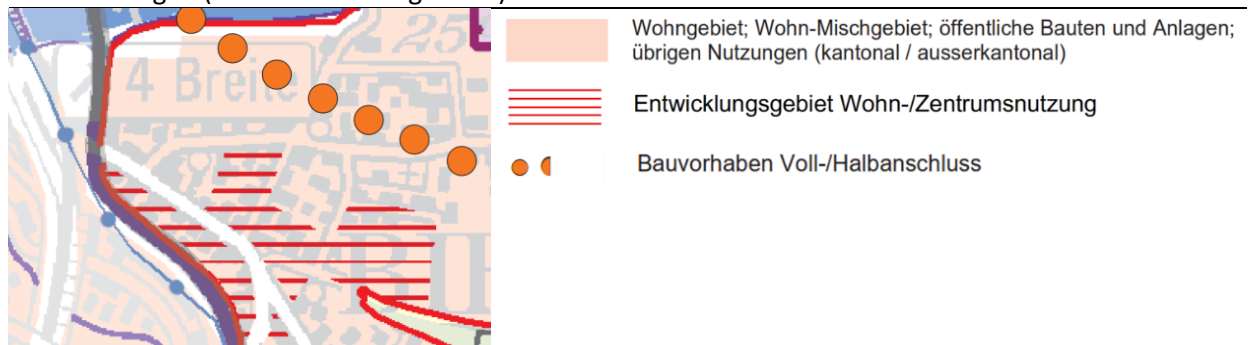 4 Breite
25
Wohngebiet; Wohn-Mischgebiet; öffentliche Bauten und Anlagen;
übrigen Nutzungen (kantonal / ausserkantonal)
Entwicklungsgebiet Wohn-/Zentrumsnutzung
Bauvorhaben Voll-/Halbanschluss